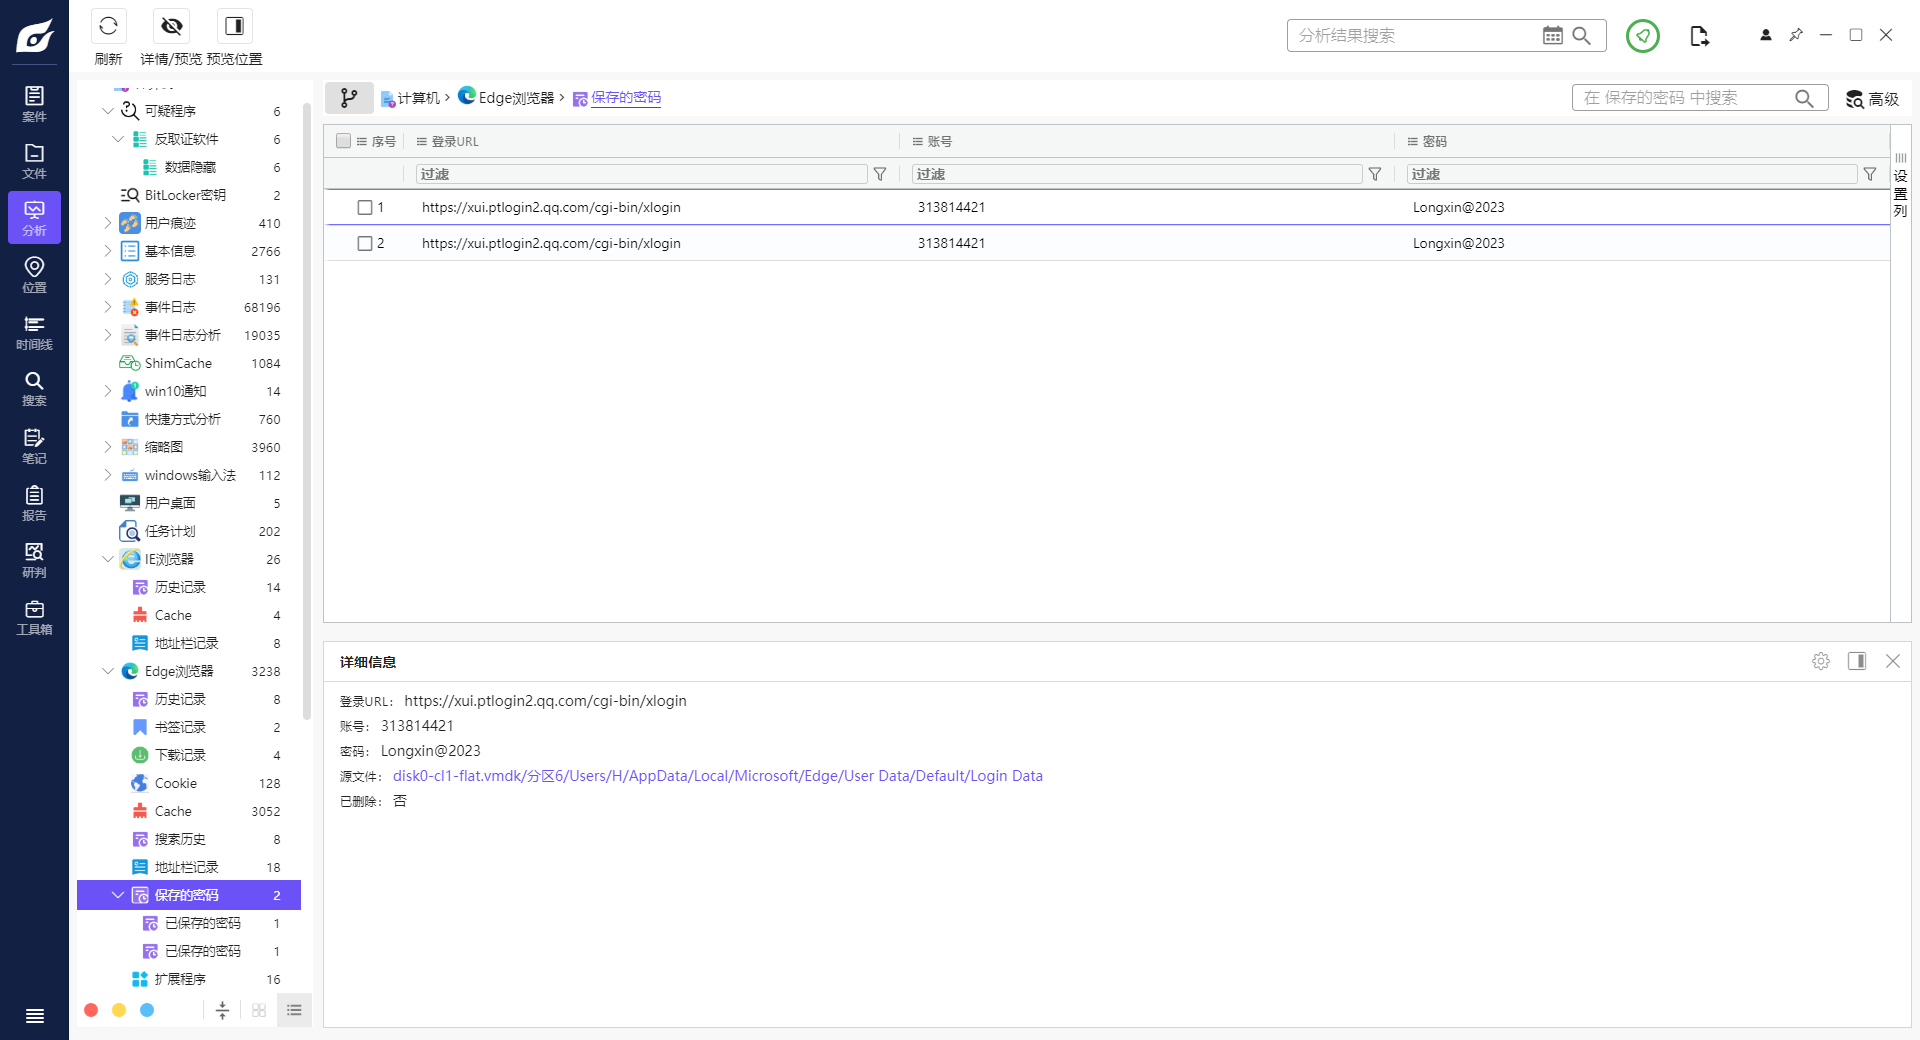 刷新
详情/预览
预览位置
分析结果搜索
案件
文件
分析
位置
时间线
搜索
笔记
报告
研判
工具箱
可疑程序 6
反取证软件 6
数据隐藏 6
BitLocker密钥 2
用户痕迹 410
基本信息 2766
服务日志 131
事件日志 68196
事件日志分析 19035
ShimCache 1084
win10通知 14
快捷方式分析 760
缩略图 3960
windows输入法 112
用户桌面 5
任务计划 202
IE浏览器 26
历史记录 14
Cache 4
地址栏记录 8
Edge浏览器 3238
历史记录 8
书签记录 2
下载记录 4
Cookie 128
Cache 3052
搜索历史 8
地址栏记录 18
保存的密码 2
已保存的密码 1
已保存的密码 1
扩展程序 16
计算机 › Edge浏览器 › 保存的密码
在 保存的密码 中搜索
高级
序号 登录URL 账号 密码
过滤 过滤 过滤
1 https://xui.ptlogin2.qq.com/cgi-bin/xlogin 313814421 Longxin@2023
2 https://xui.ptlogin2.qq.com/cgi-bin/xlogin 313814421 Longxin@2023
设置列
详细信息
登录URL: https://xui.ptlogin2.qq.com/cgi-bin/xlogin
账号: 313814421
密码: Longxin@2023
源文件: disk0-cl1-flat.vmdk/分区6/Users/H/AppData/Local/Microsoft/Edge/User Data/Default/Login Data
已删除: 否